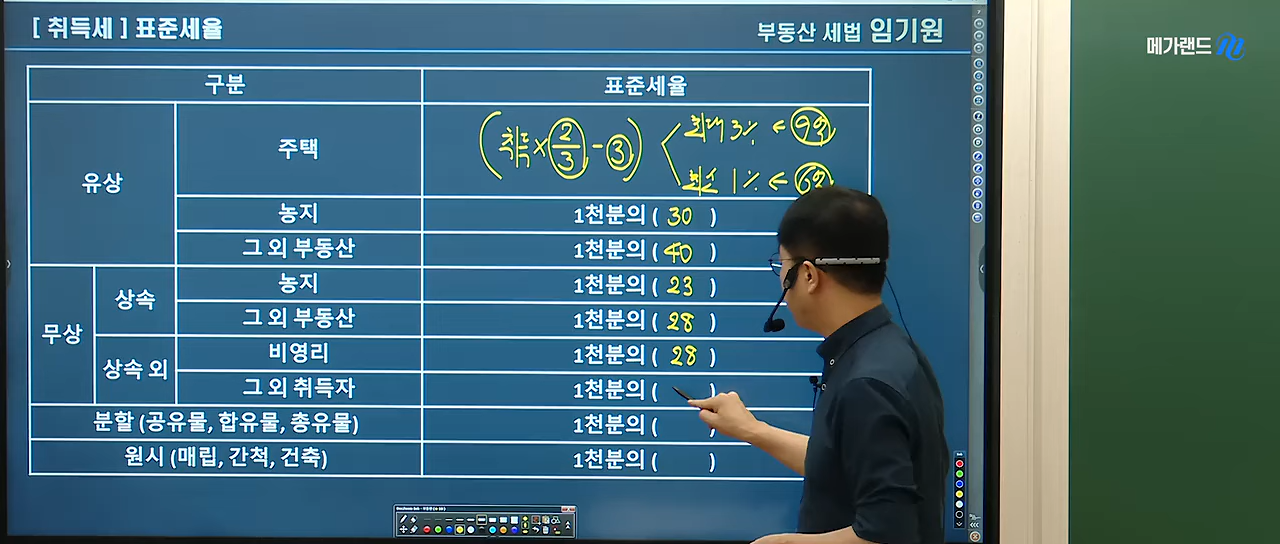 [ 취득세 ] 표준세율
부동산 세법 임기원
메가랜드
구분 표준세율
유상 주택 (취득×2/3-3) 최대 3% ← 9억
최소 1% ← 6억
농지 1천분의 ( 30 )
그 외 부동산 1천분의 ( 40 )
무상 상속 농지 1천분의 ( 23 )
그 외 부동산 1천분의 ( 28 )
상속 외 비영리 1천분의 ( 28 )
그 외 취득자 1천분의 ( )
분할 (공유물, 합유물, 총유물) 1천분의 ( )
원시 (매립, 간척, 건축) 1천분의 ( )